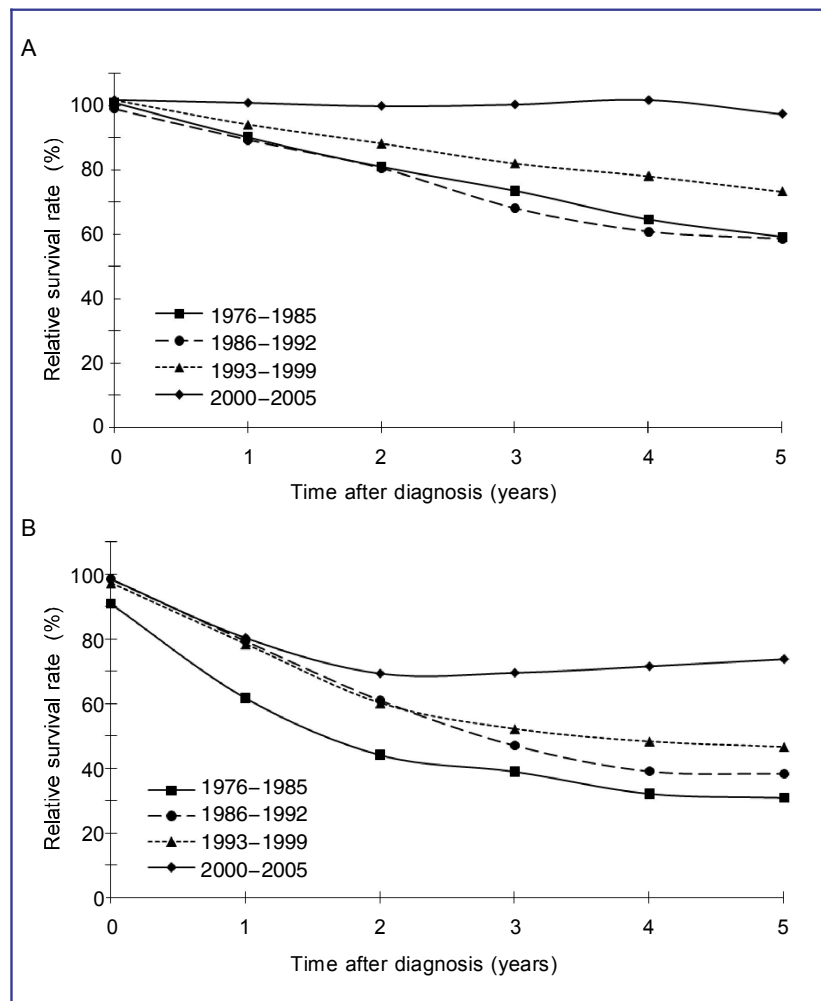 A
Relative survival rate (%)
100
80
60
40
20
0
1976–1985
1986–1992
1993–1999
2000–2005
0 1 2 3 4 5
Time after diagnosis (years)
B
Relative survival rate (%)
100
80
60
40
20
0
1976–1985
1986–1992
1993–1999
2000–2005
0 1 2 3 4 5
Time after diagnosis (years)